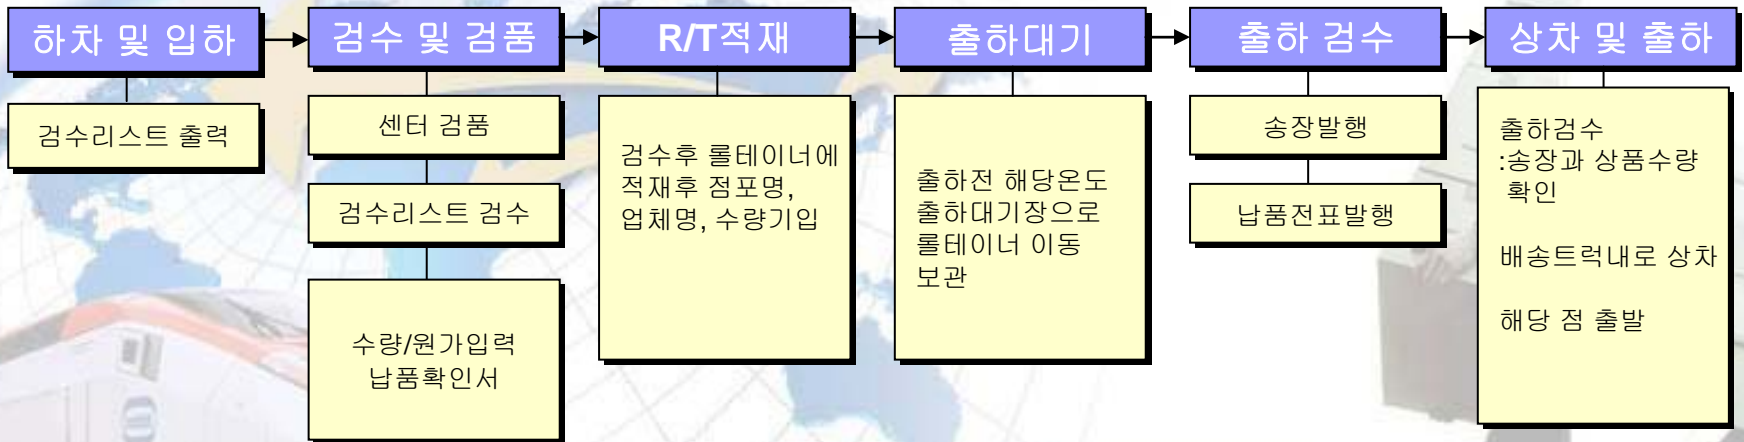 하차 및 입하
검수리스트 출력
검수 및 검품
센터 검품
검수리스트 검수
수량/원가입력
납품확인서
R/T적재
검수후 롤테이너에
적재후 점포명,
업체명, 수량기입
출하대기
출하전 해당온도
출하대기장으로
롤테이너 이동
보관
출하 검수
송장발행
납품전표발행
상차 및 출하
출하검수
:송장과 상품수량
확인
배송트럭내로 상차
해당 점 출발